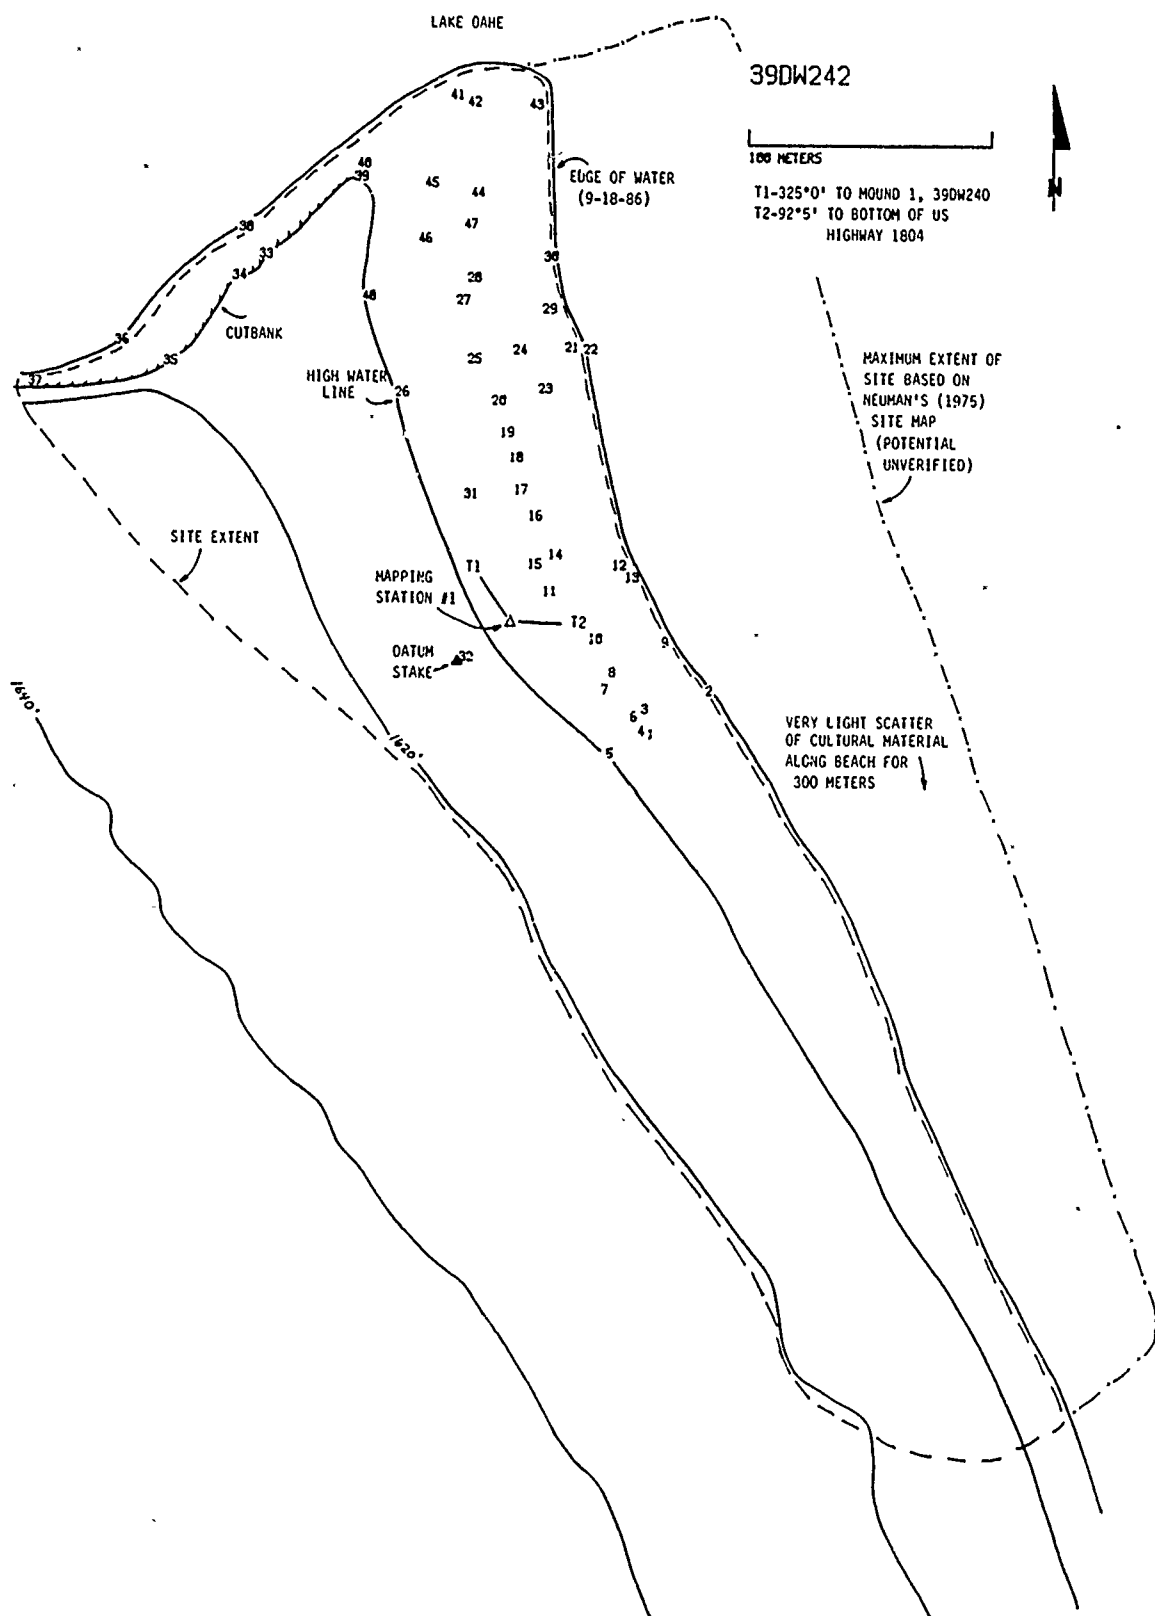 LAKE OAHE
39DW242
100 METERS
T1-325°0' TO MOUND 1, 39DW240
T2-92°5' TO BOTTOM OF US
HIGHWAY 1804
N
EDGE OF WATER
(9-18-86)
41
42
43
40
39
45
44
38
33
47
46
34
30
28
27
29
48
CUTBANK
36
35
37
25
24
21
22
HIGH WATER
LINE
26
20
23
19
18
31
17
16
MAXIMUM EXTENT OF
SITE BASED ON
NEUMAN'S (1975)
SITE MAP
(POTENTIAL
UNVERIFIED)
SITE EXTENT
T1
15
14
12
13
11
MAPPING
STATION #1
T2
10
9
DATUM
STAKE
32
8
7
2
3
6
4
1
5
1640'
1620'
VERY LIGHT SCATTER
OF CULTURAL MATERIAL
ALONG BEACH FOR
300 METERS